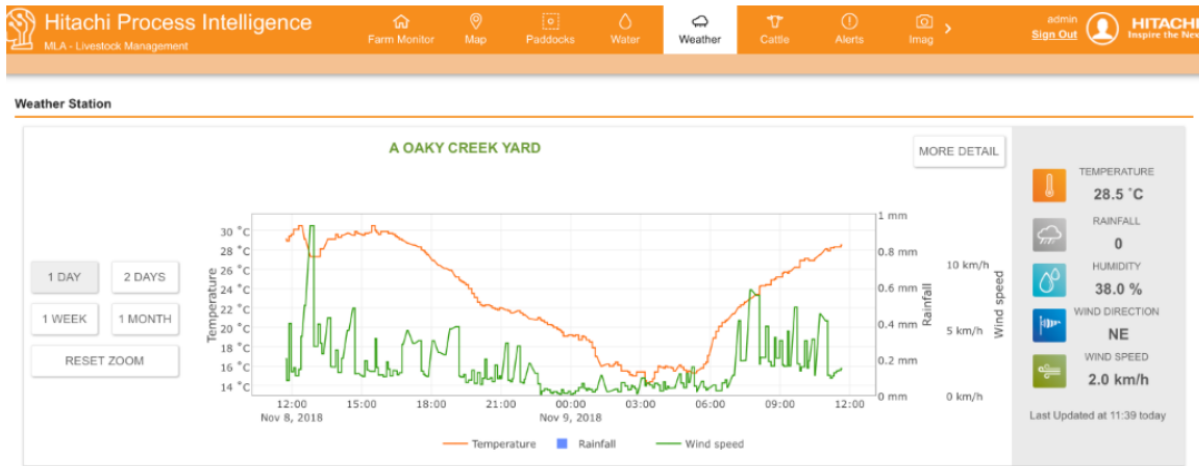 Hitachi Process Intelligence
MLA - Livestock Management
Farm Monitor
Map
Paddocks
Water
Weather
Cattle
Alerts
Imag
admin
Sign Out
HITACHI
Inspire the Nex
Weather Station
A OAKY CREEK YARD
MORE DETAIL
1 DAY
2 DAYS
1 WEEK
1 MONTH
RESET ZOOM
Temperature
30 °C
28 °C
26 °C
24 °C
22 °C
20 °C
18 °C
16 °C
14 °C
1 mm
0.8 mm
0.6 mm
0.4 mm
0.2 mm
0 mm
Rainfall
10 km/h
5 km/h
0 km/h
Wind speed
12:00 15:00 18:00 21:00 00:00 03:00 06:00 09:00 12:00
Nov 8, 2018 Nov 9, 2018
Temperature Rainfall Wind speed
TEMPERATURE
28.5 °C
RAINFALL
0
HUMIDITY
38.0 %
WIND DIRECTION
NE
WIND SPEED
2.0 km/h
Last Updated at 11:39 today